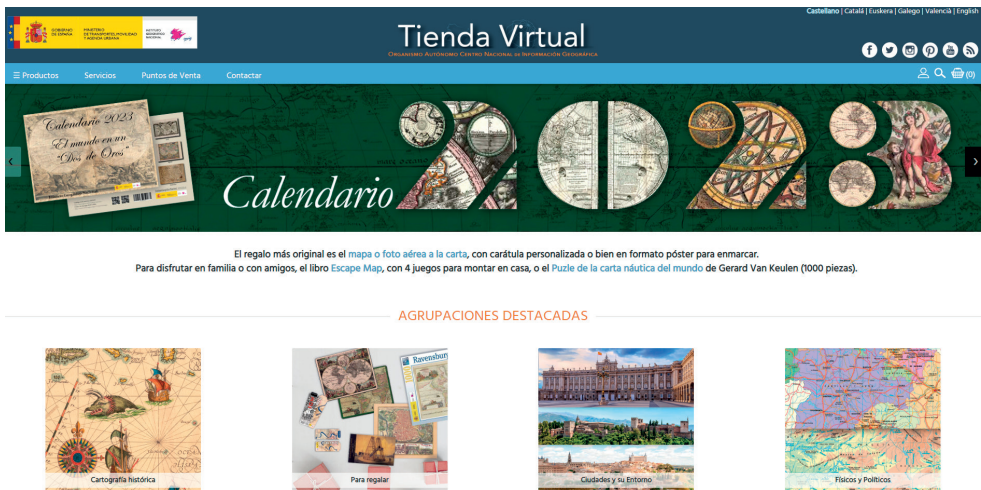 Castellano | Català | Euskera | Galego | Valencià | English
GOBIERNO
DE ESPAÑA
MINISTERIO
DE TRANSPORTES, MOVILIDAD
Y AGENDA URBANA
INSTITUTO
GEOGRÁFICO
NACIONAL
Tienda Virtual
Organismo Autónomo Centro Nacional de Información Geográfica
☰ Productos Servicios Puntos de Venta Contactar
(0)
Calendario 2023
El mundo en un
"Dos de Oros"
Calendario 2023
El regalo más original es el mapa o foto aérea a la carta, con carátula personalizada o bien en formato póster para enmarcar.
Para disfrutar en familia o con amigos, el libro Escape Map, con 4 juegos para montar en casa, o el Puzle de la carta náutica del mundo de Gerard Van Keulen (1000 piezas).
AGRUPACIONES DESTACADAS
Ravensbur
Cartografía histórica
Para regalar
Ciudades y su Entorno
Físicos y Políticos